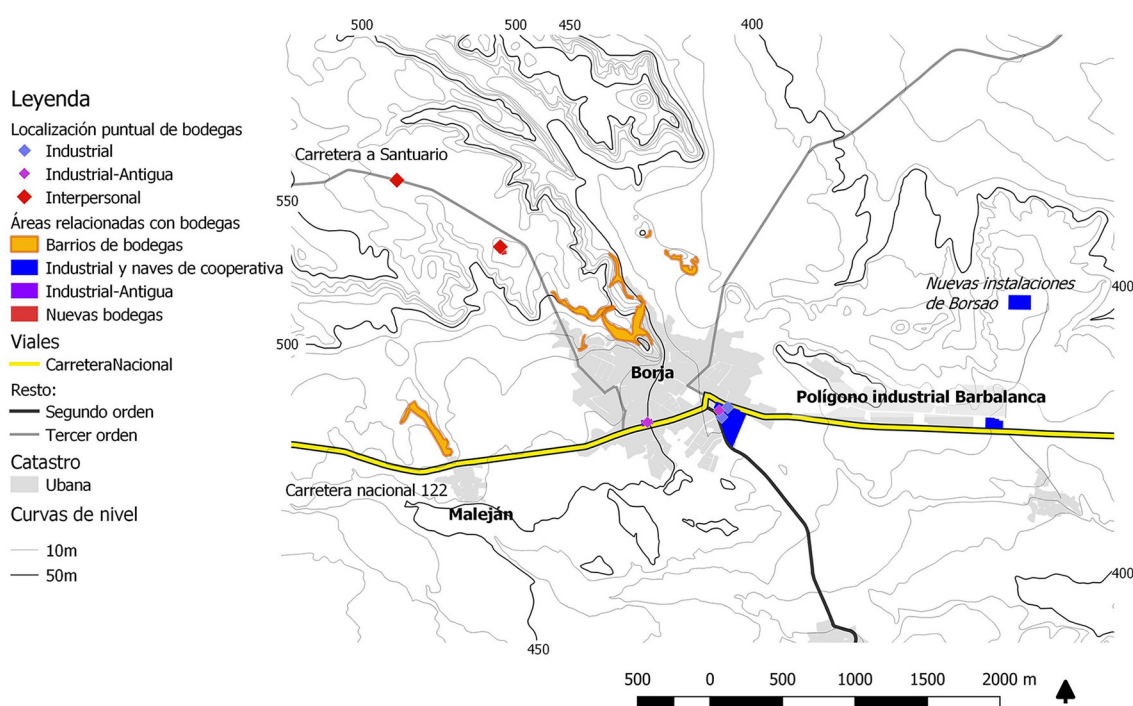 500
500
450
400
Leyenda
Localización puntual de bodegas
Industrial
Industrial-Antigua
Interpersonal
Áreas relacionadas con bodegas
Barrios de bodegas
Industrial y naves de cooperativa
Industrial-Antigua
Nuevas bodegas
Viales
CarreteraNacional
Resto:
Segundo orden
Tercer orden
Catastro
Ubana
Curvas de nivel
10m
50m
Carretera a Santuario
550
500
Nuevas instalaciones
de Borsao
400
Borja
Polígono industrial Barbalanca
Carretera nacional 122
Maleján
400
450
500 0 500 1000 1500 2000 m